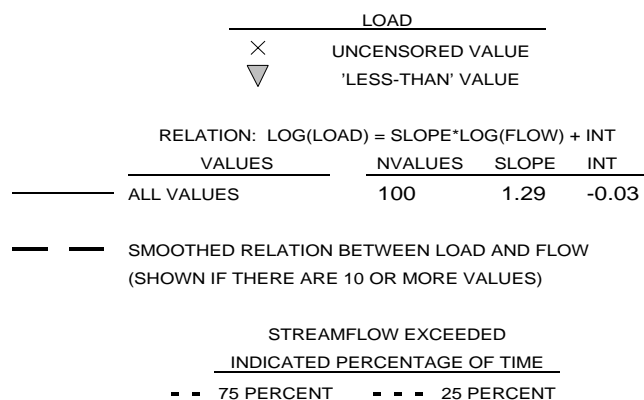 LOAD
UNCENSORED VALUE
'LESS-THAN' VALUE
RELATION: LOG(LOAD) = SLOPE*LOG(FLOW) + INT
VALUES NVALUES SLOPE INT
ALL VALUES 100 1.29 -0.03
SMOOTHED RELATION BETWEEN LOAD AND FLOW
(SHOWN IF THERE ARE 10 OR MORE VALUES)
STREAMFLOW EXCEEDED
INDICATED PERCENTAGE OF TIME
75 PERCENT 25 PERCENT